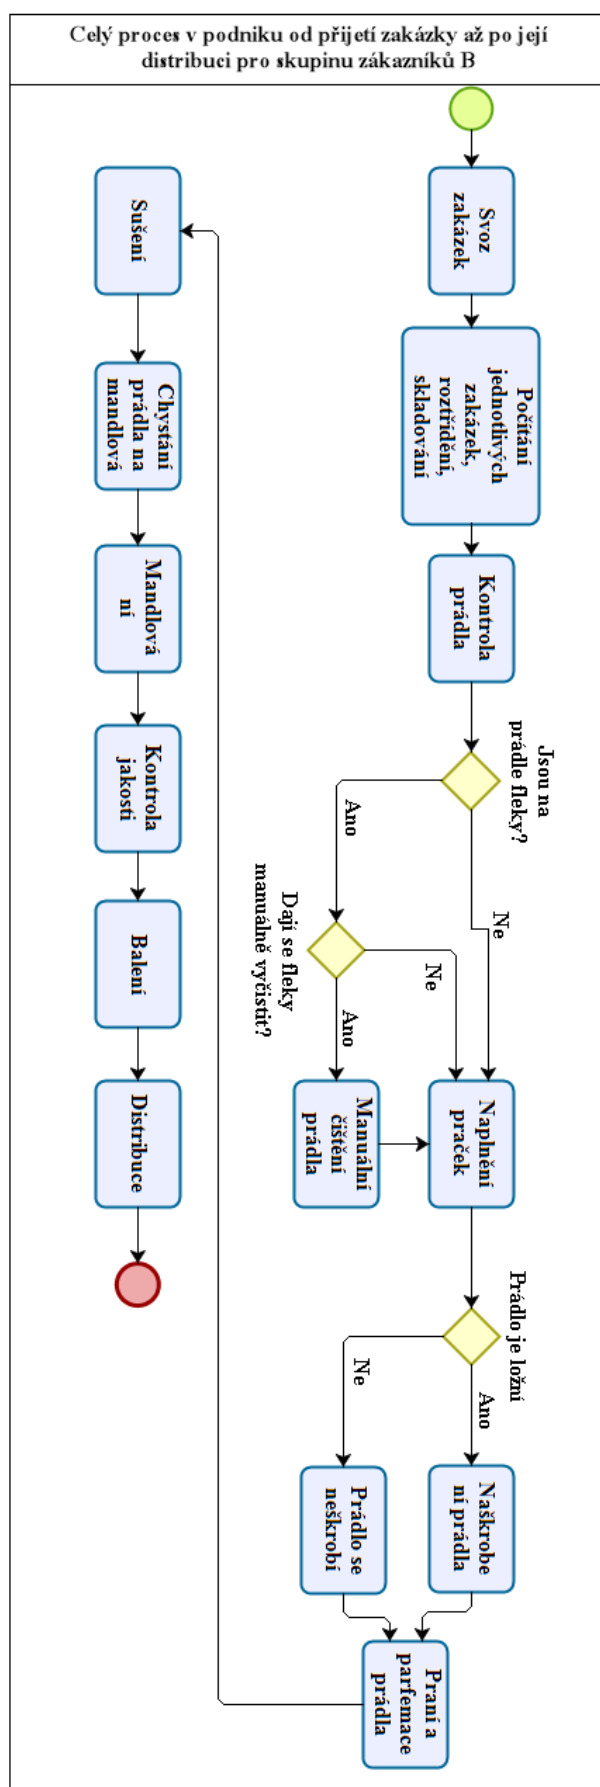 Celý proces v podniku od přijetí zakázky až po její
distribuci pro skupinu zákazníků B
Svoz
zakázek
Počítání
jednotlivých
zakázek,
roztřídění,
skladování
Kontrola
prádla
Jsou na
prádle fleky?
Ano
Ne
Dají se fleky
manuálně vyčistit?
Ne
Ano
Manuální
čištění
prádla
Naplnění
praček
Prádlo je ložní
Ne
Ano
Prádlo se
neškrobí
Naškrobe
ní prádla
Praní a
parfemace
prádla
Sušení
Chystání
prádla na
mandlová
Mandlová
ní
Kontrola
jakosti
Balení
Distribuce